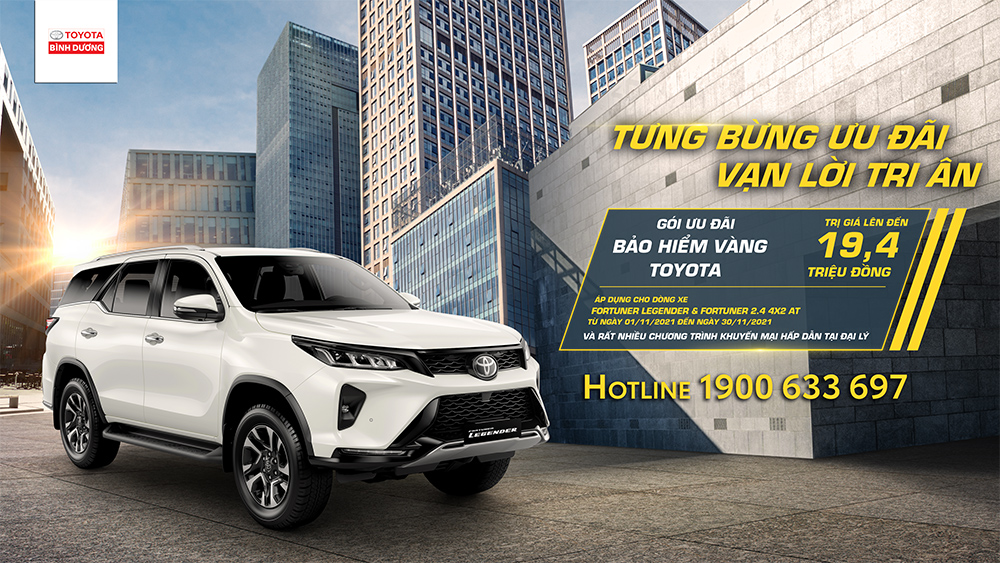 TOYOTA
BÌNH DƯƠNG
TƯNG BỪNG ƯU ĐÃI
VẠN LỜI TRI ÂN
GÓI ƯU ĐÃI
BẢO HIỂM VÀNG
TOYOTA
TRỊ GIÁ LÊN ĐẾN
19,4
TRIỆU ĐỒNG
ÁP DỤNG CHO DÒNG XE
FORTUNER LEGENDER & FORTUNER 2.4 4X2 AT
TỪ NGÀY 01/11/2021 ĐẾN NGÀY 30/11/2021
VÀ RẤT NHIỀU CHƯƠNG TRÌNH KHUYẾN MẠI HẤP DẪN TẠI ĐẠI LÝ
HOTLINE 1900 633 697
FORTUNER
LEGENDER